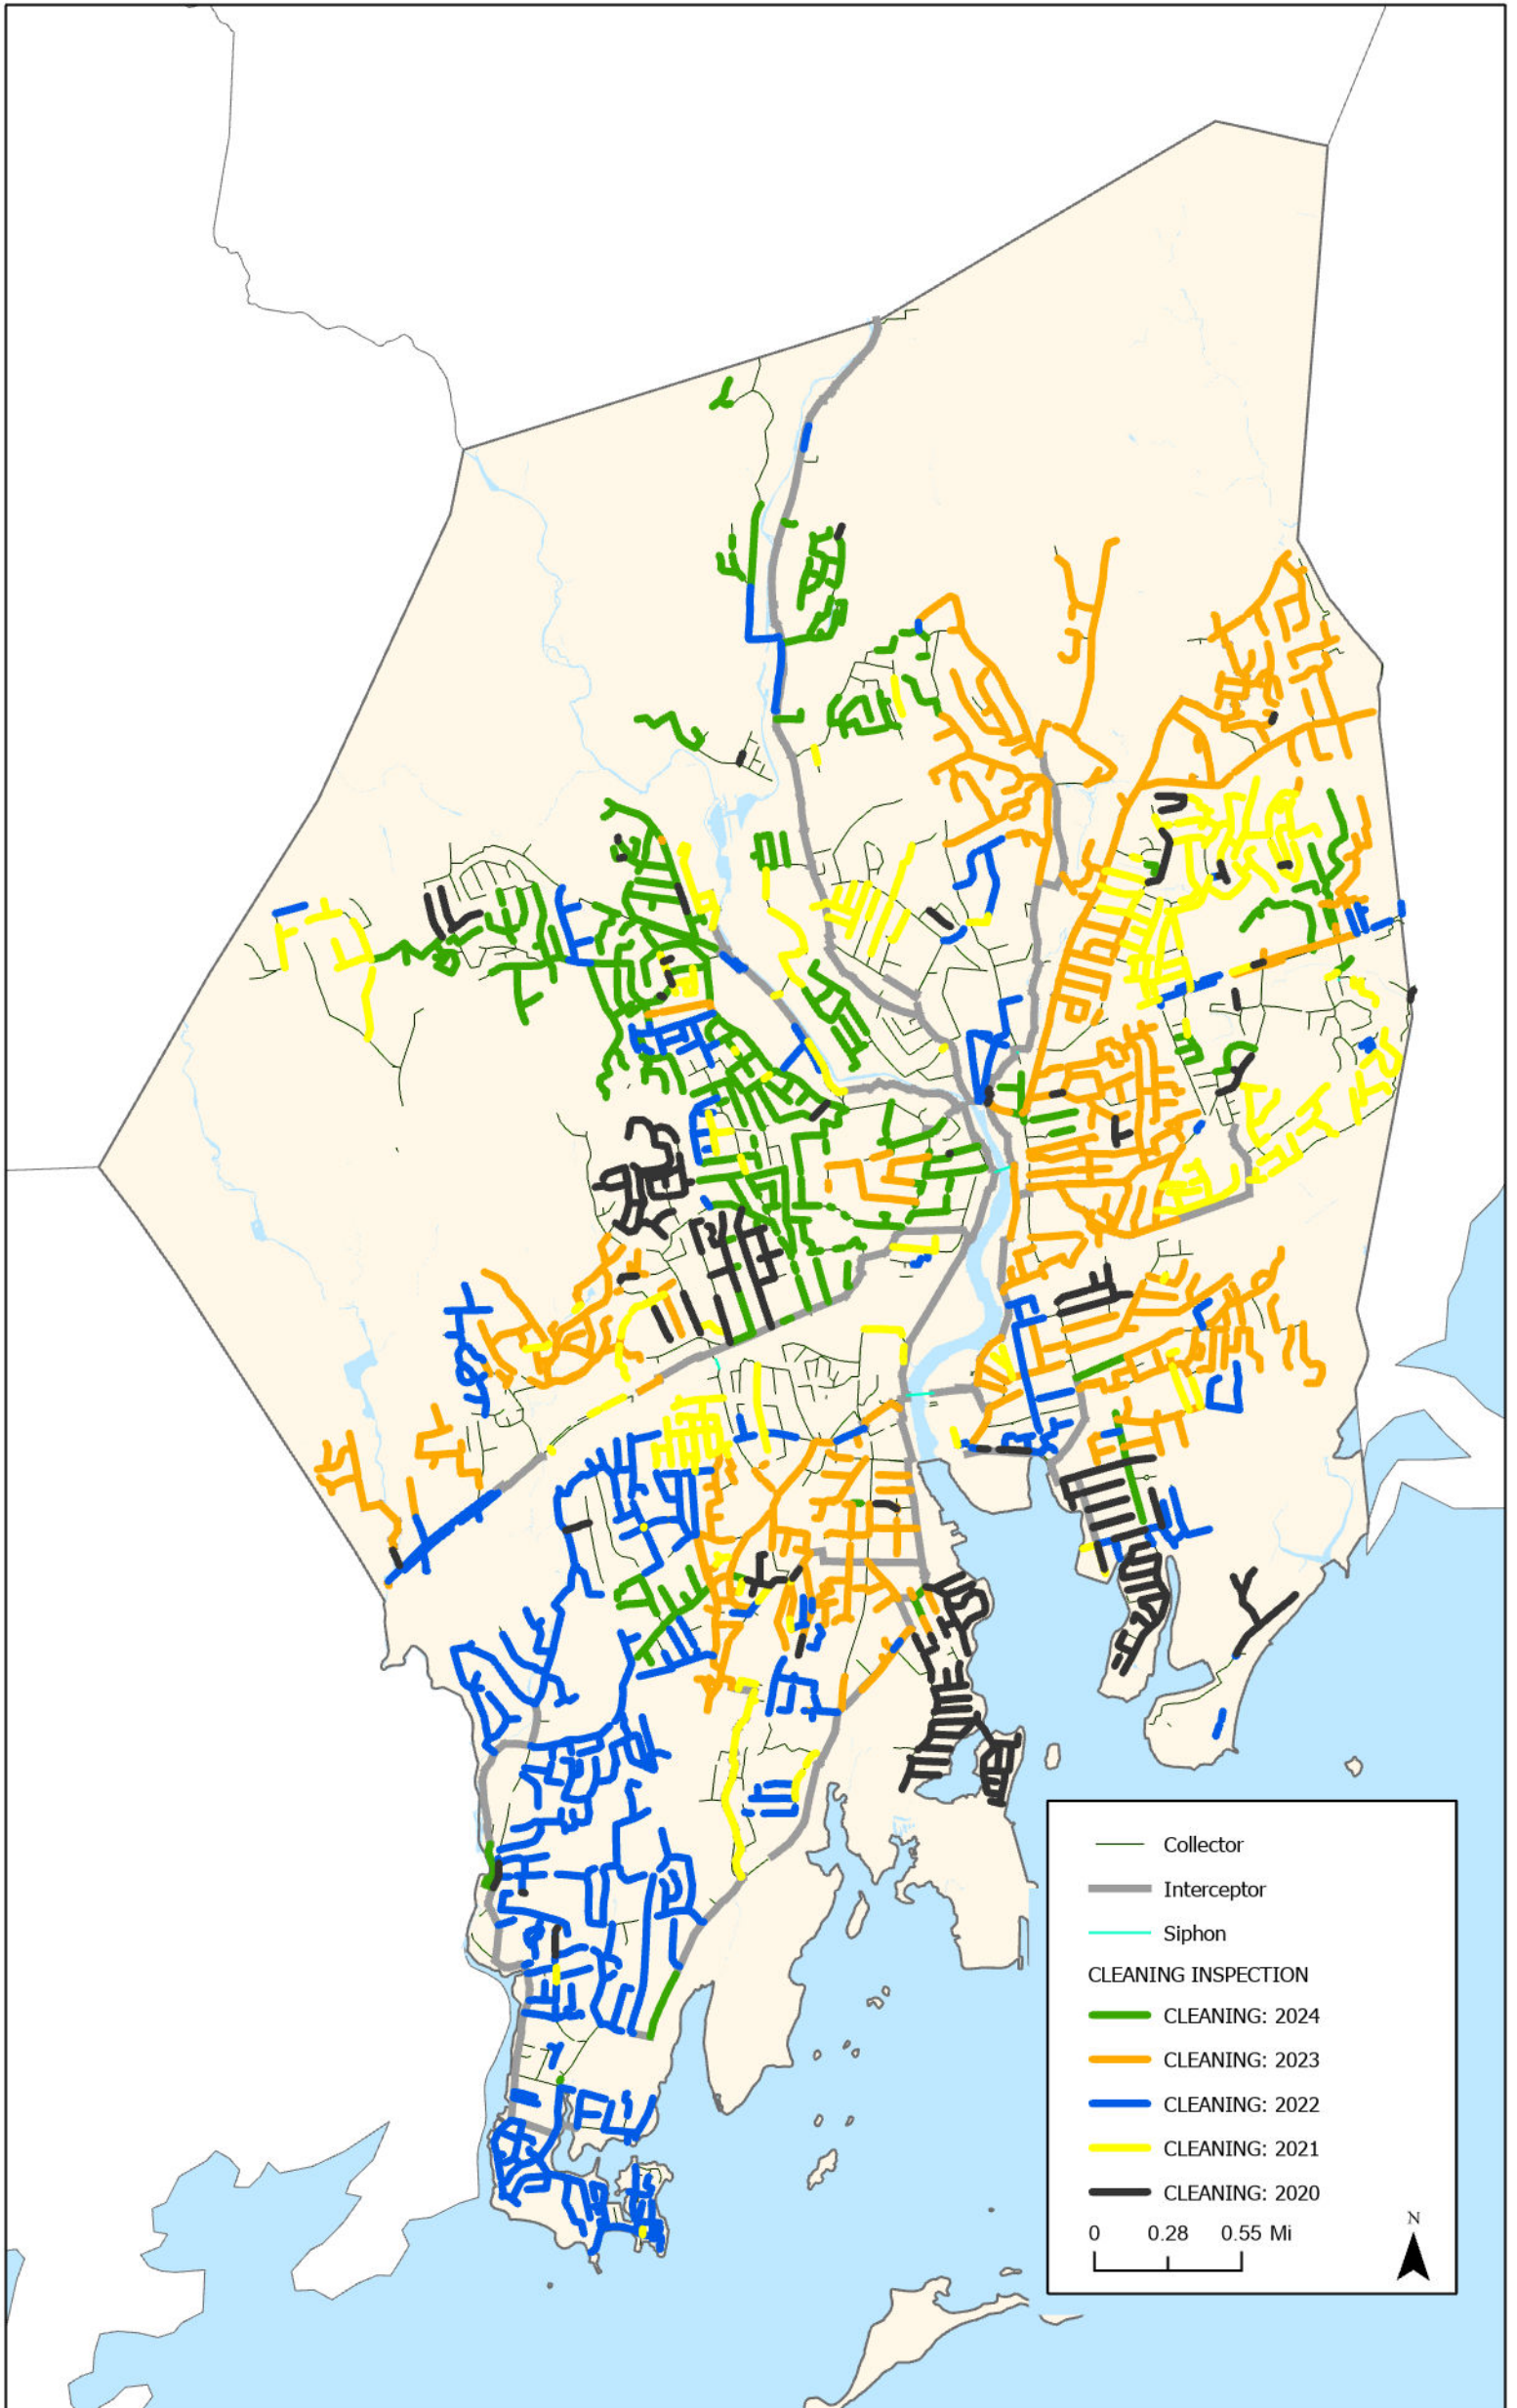 Collector
Interceptor
Siphon
CLEANING INSPECTION
CLEANING: 2024
CLEANING: 2023
CLEANING: 2022
CLEANING: 2021
CLEANING: 2020
0 0.28 0.55 Mi
N